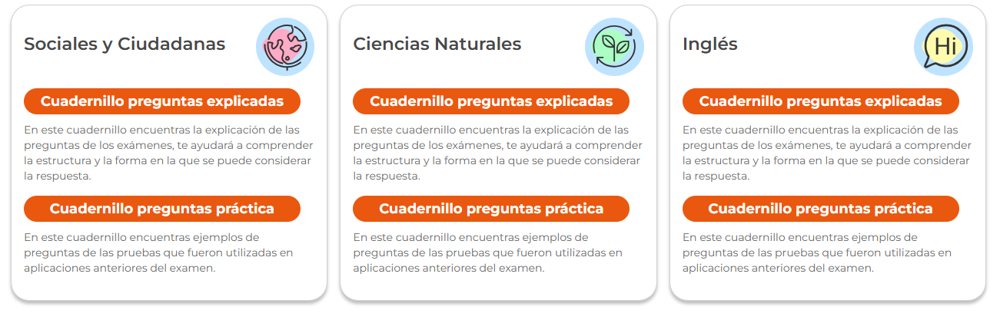 Sociales y Ciudadanas
Cuadernillo preguntas explicadas
En este cuadernillo encuentras la explicación de las
preguntas de los exámenes, te ayudará a comprender
la estructura y la forma en la que se puede considerar
la respuesta.
Cuadernillo preguntas práctica
En este cuadernillo encuentras ejemplos de
preguntas de las pruebas que fueron utilizadas en
aplicaciones anteriores del examen.
Ciencias Naturales
Cuadernillo preguntas explicadas
En este cuadernillo encuentras la explicación de las
preguntas de los exámenes, te ayudará a comprender
la estructura y la forma en la que se puede considerar
la respuesta.
Cuadernillo preguntas práctica
En este cuadernillo encuentras ejemplos de
preguntas de las pruebas que fueron utilizadas en
aplicaciones anteriores del examen.
Inglés
Hi
Cuadernillo preguntas explicadas
En este cuadernillo encuentras la explicación de las
preguntas de los exámenes, te ayudará a comprender
la estructura y la forma en la que se puede considerar
la respuesta.
Cuadernillo preguntas práctica
En este cuadernillo encuentras ejemplos de
preguntas de las pruebas que fueron utilizadas en
aplicaciones anteriores del examen.